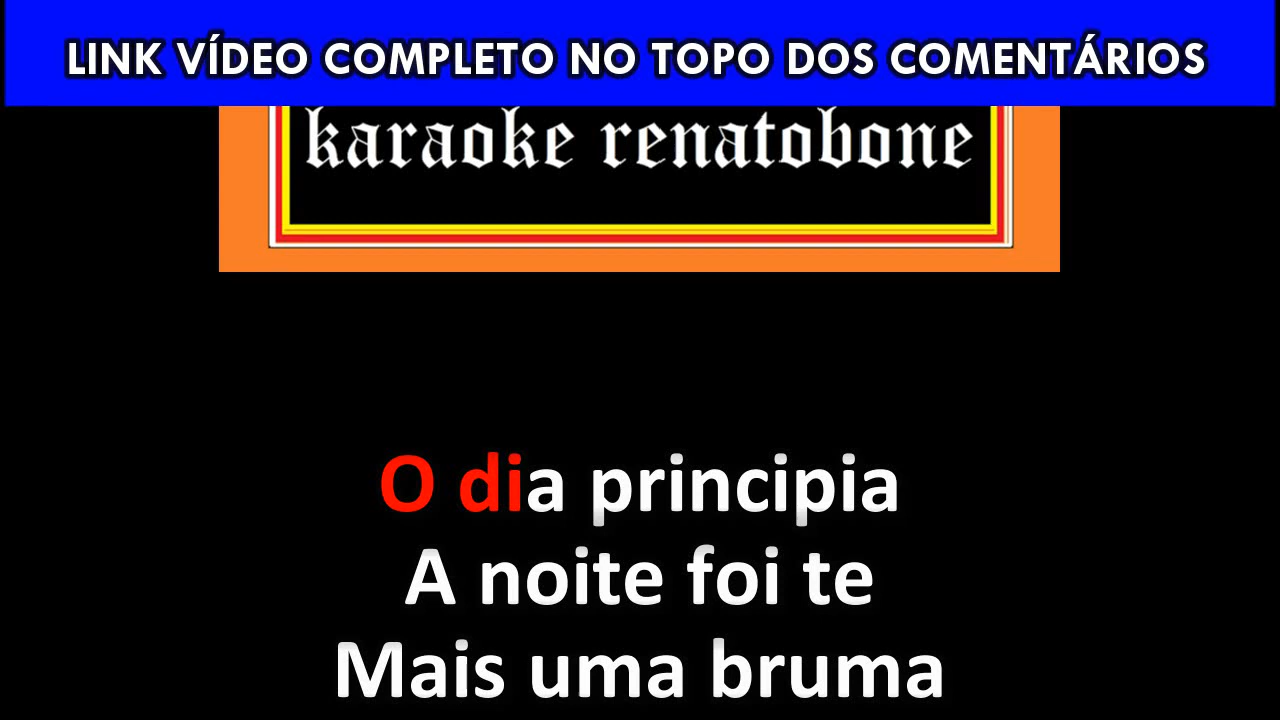 LINK VÍDEO COMPLETO NO TOPO DOS COMENTÁRIOS
karaoke renatobone
O dia principia
A noite foi te
Mais uma bruma